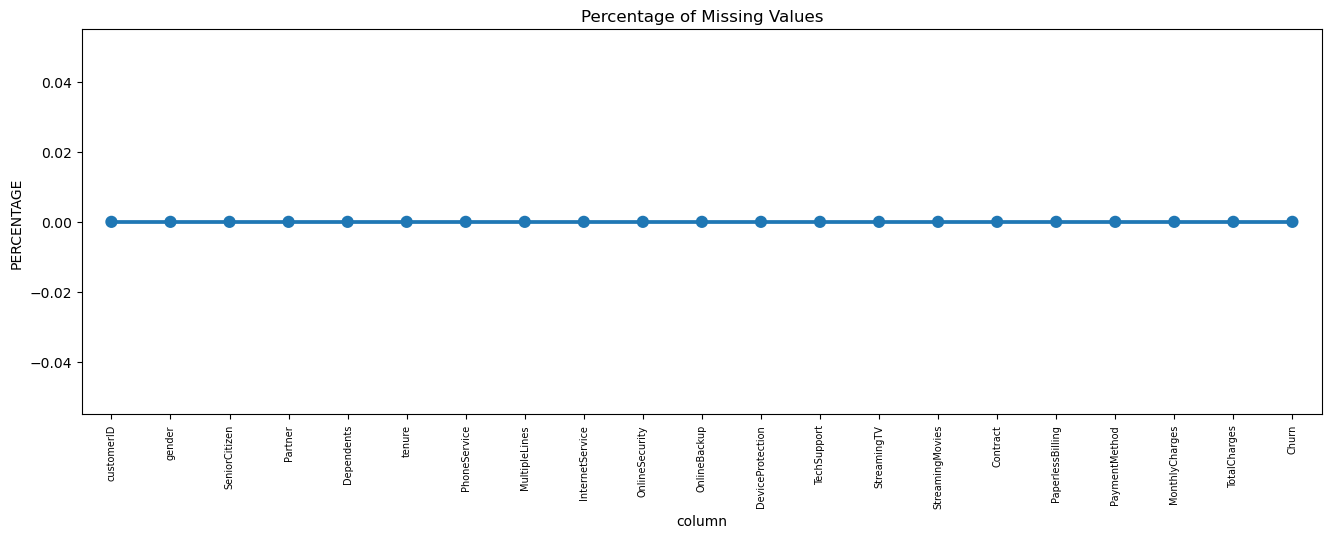 Percentage of Missing Values
PERCENTAGE
0.04
0.02
0.00
−0.02
−0.04
customerID
gender
SeniorCitizen
Partner
Dependents
tenure
PhoneService
MultipleLines
InternetService
OnlineSecurity
OnlineBackup
DeviceProtection
TechSupport
StreamingTV
StreamingMovies
Contract
PaperlessBilling
PaymentMethod
MonthlyCharges
TotalCharges
Churn
column